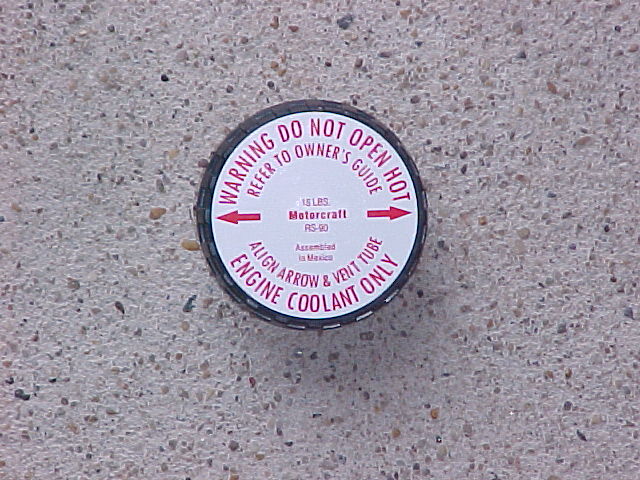 WARNING DO NOT OPEN HOT
REFER TO OWNER'S GUIDE
16 LBS.
Motorcraft
RS-90
Assembled
in Mexico
ALIGN ARROW & VENT TUBE
ENGINE COOLANT ONLY